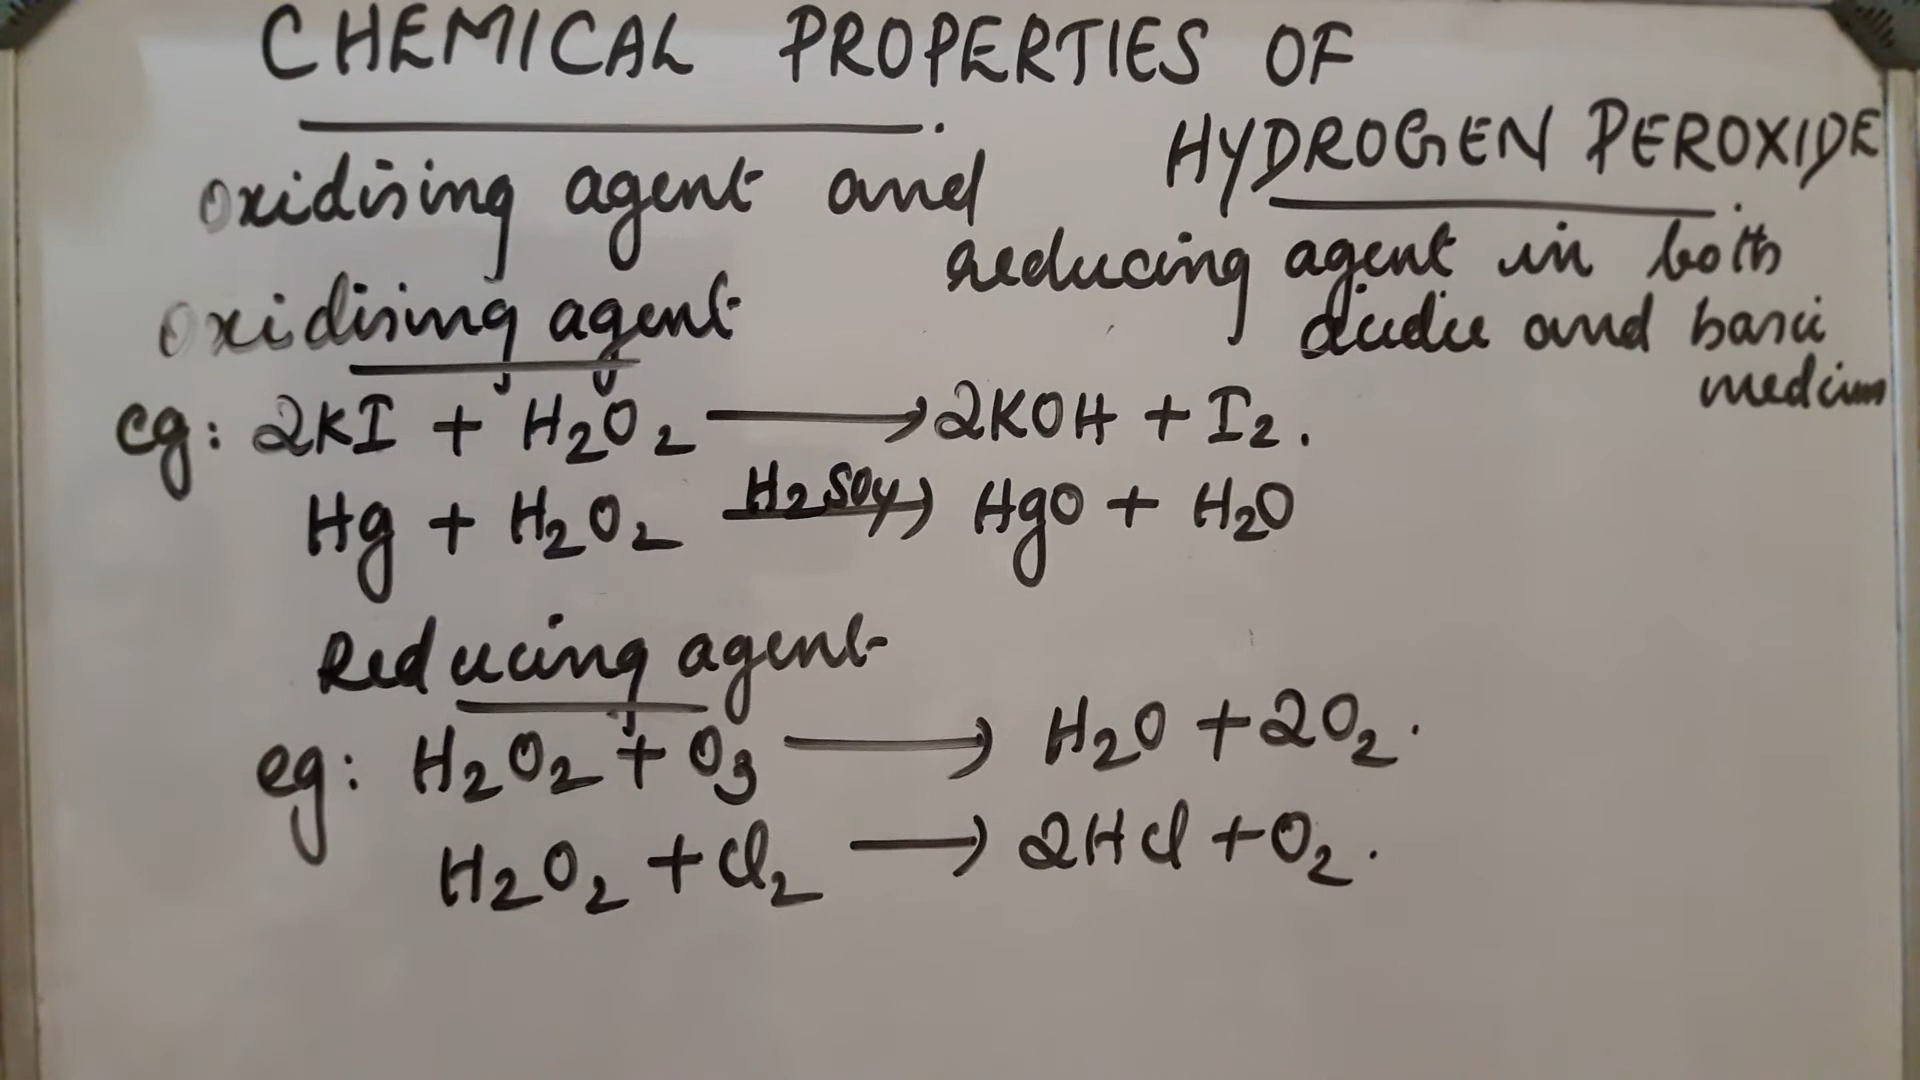 CHEMICAL PROPERTIES OF
HYDROGEN PEROXIDE
oxidising agent and
reducing agent in both
acidic and basic
medium
oxidising agent
eg: 2KI + H₂O₂ → 2KOH + I₂.
Hg + H₂O₂ H₂SO₄→ HgO + H₂O
Reducing agent
eg: H₂O₂ + O₃ → H₂O + 2O₂.
H₂O₂ + Cl₂ → 2HCl + O₂.